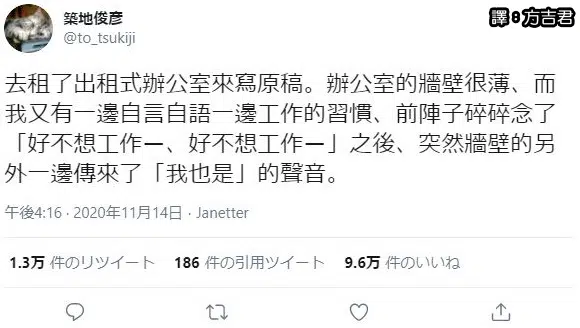 譯：方吉君
築地俊彦
@to_tsukiji
去租了出租式辦公室來寫原稿。辦公室的牆壁很薄、而
我又有一邊自言自語一邊工作的習慣、前陣子碎碎念了
「好不想工作ー、好不想工作ー」之後、突然牆壁的另
外一邊傳來了「我也是」的聲音。
午後4:16 · 2020年11月14日 · Janetter
1.3万 件のリツイート 186 件の引用ツイート 9.6万 件のいいね